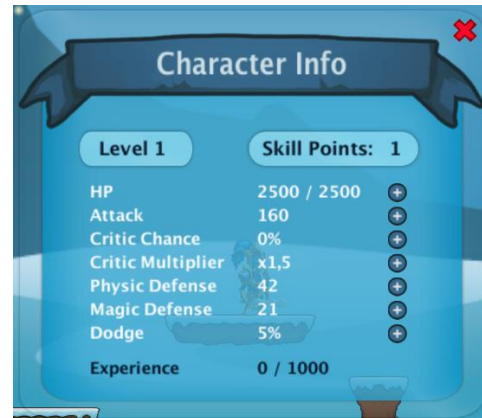 Character Info
Level 1 Skill Points: 1
HP 2500 / 2500
Attack 160
Critic Chance 0%
Critic Multiplier x1,5
Physic Defense 42
Magic Defense 21
Dodge 5%
Experience 0 / 1000